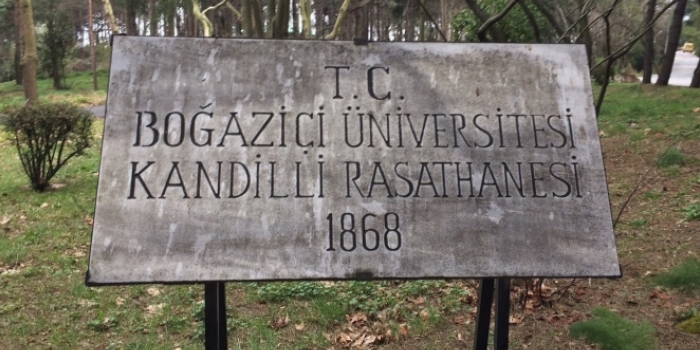 T.C.
BOĞAZİÇİ ÜNİVERSİTESİ
KANDİLLİ RASATHANESİ
1868